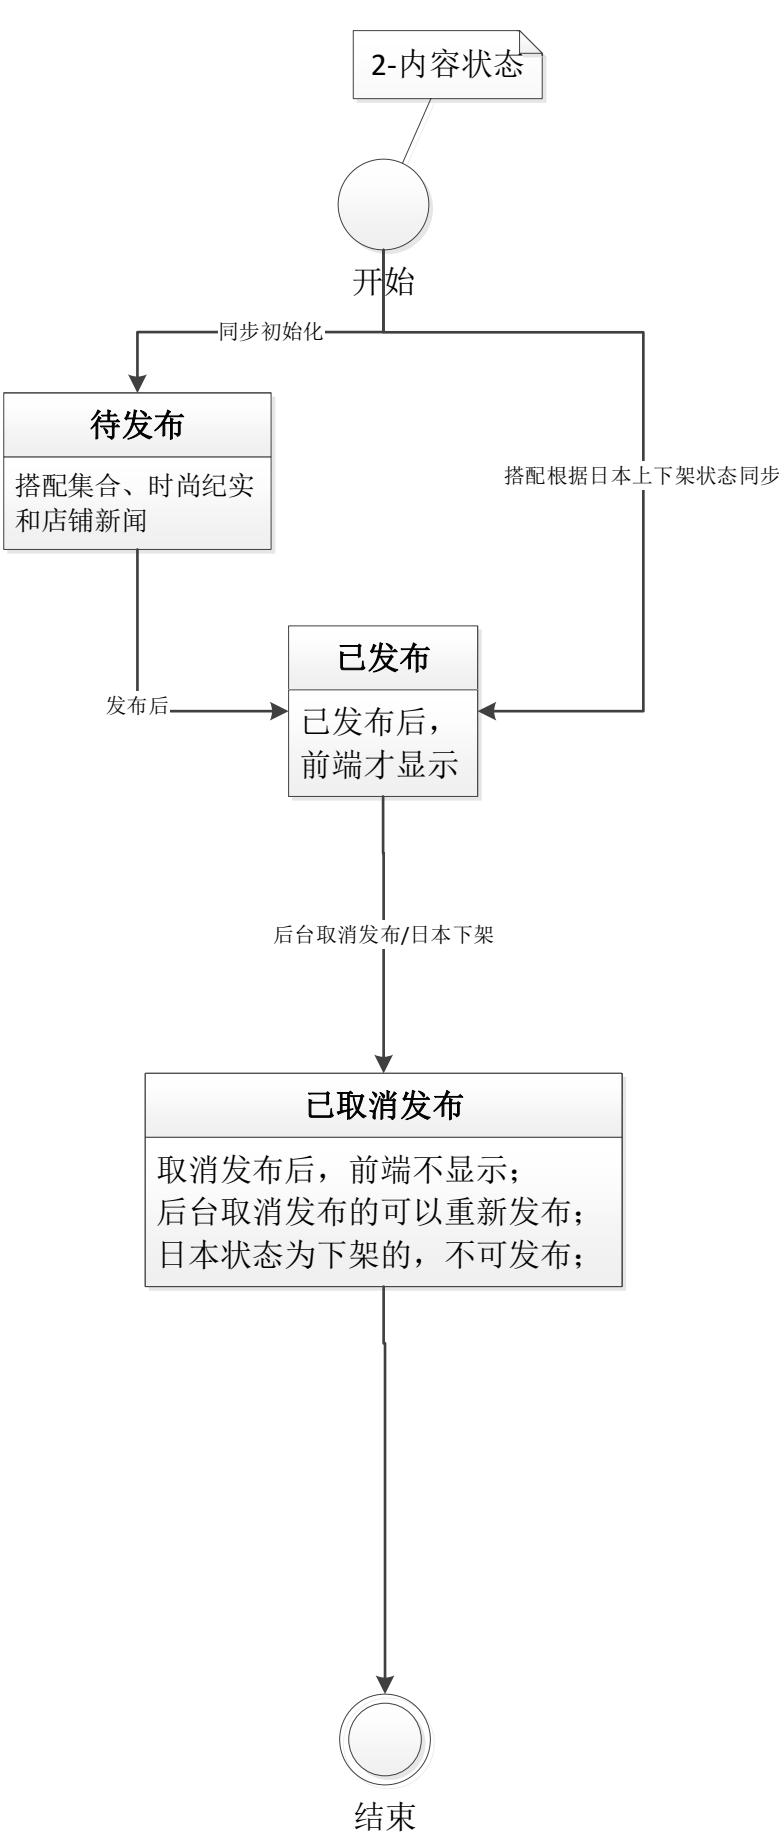 2-内容状态
开始
同步初始化
待发布
搭配集合、时尚纪实
和店铺新闻
搭配根据日本上下架状态同步
已发布
已发布后，
前端才显示
发布后
后台取消发布/日本下架
已取消发布
取消发布后，前端不显示；
后台取消发布的可以重新发布；
日本状态为下架的，不可发布；
结束